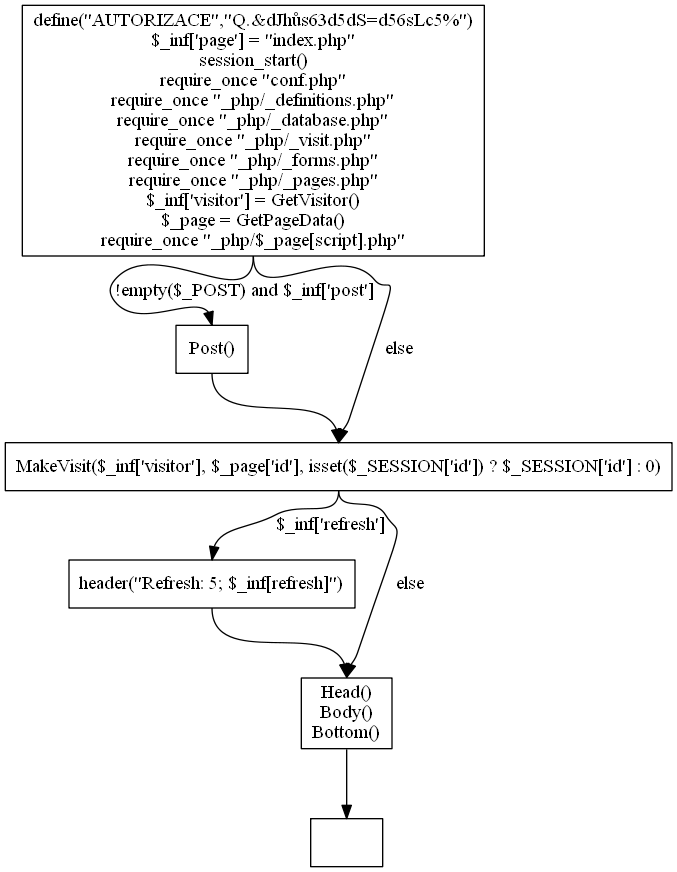 define("AUTORIZACE","Q.&dJhůs63d5dS=d56sLc5%")
$_inf['page'] = "index.php"
session_start()
require_once "conf.php"
require_once "_php/_definitions.php"
require_once "_php/_database.php"
require_once "_php/_visit.php"
require_once "_php/_forms.php"
require_once "_php/_pages.php"
$_inf['visitor'] = GetVisitor()
$_page = GetPageData()
require_once "_php/$_page[script].php"
!empty($_POST) and $_inf['post']
Post()
else
MakeVisit($_inf['visitor'], $_page['id'], isset($_SESSION['id']) ? $_SESSION['id'] : 0)
$_inf['refresh']
header("Refresh: 5; $_inf[refresh]")
else
Head()
Body()
Bottom()